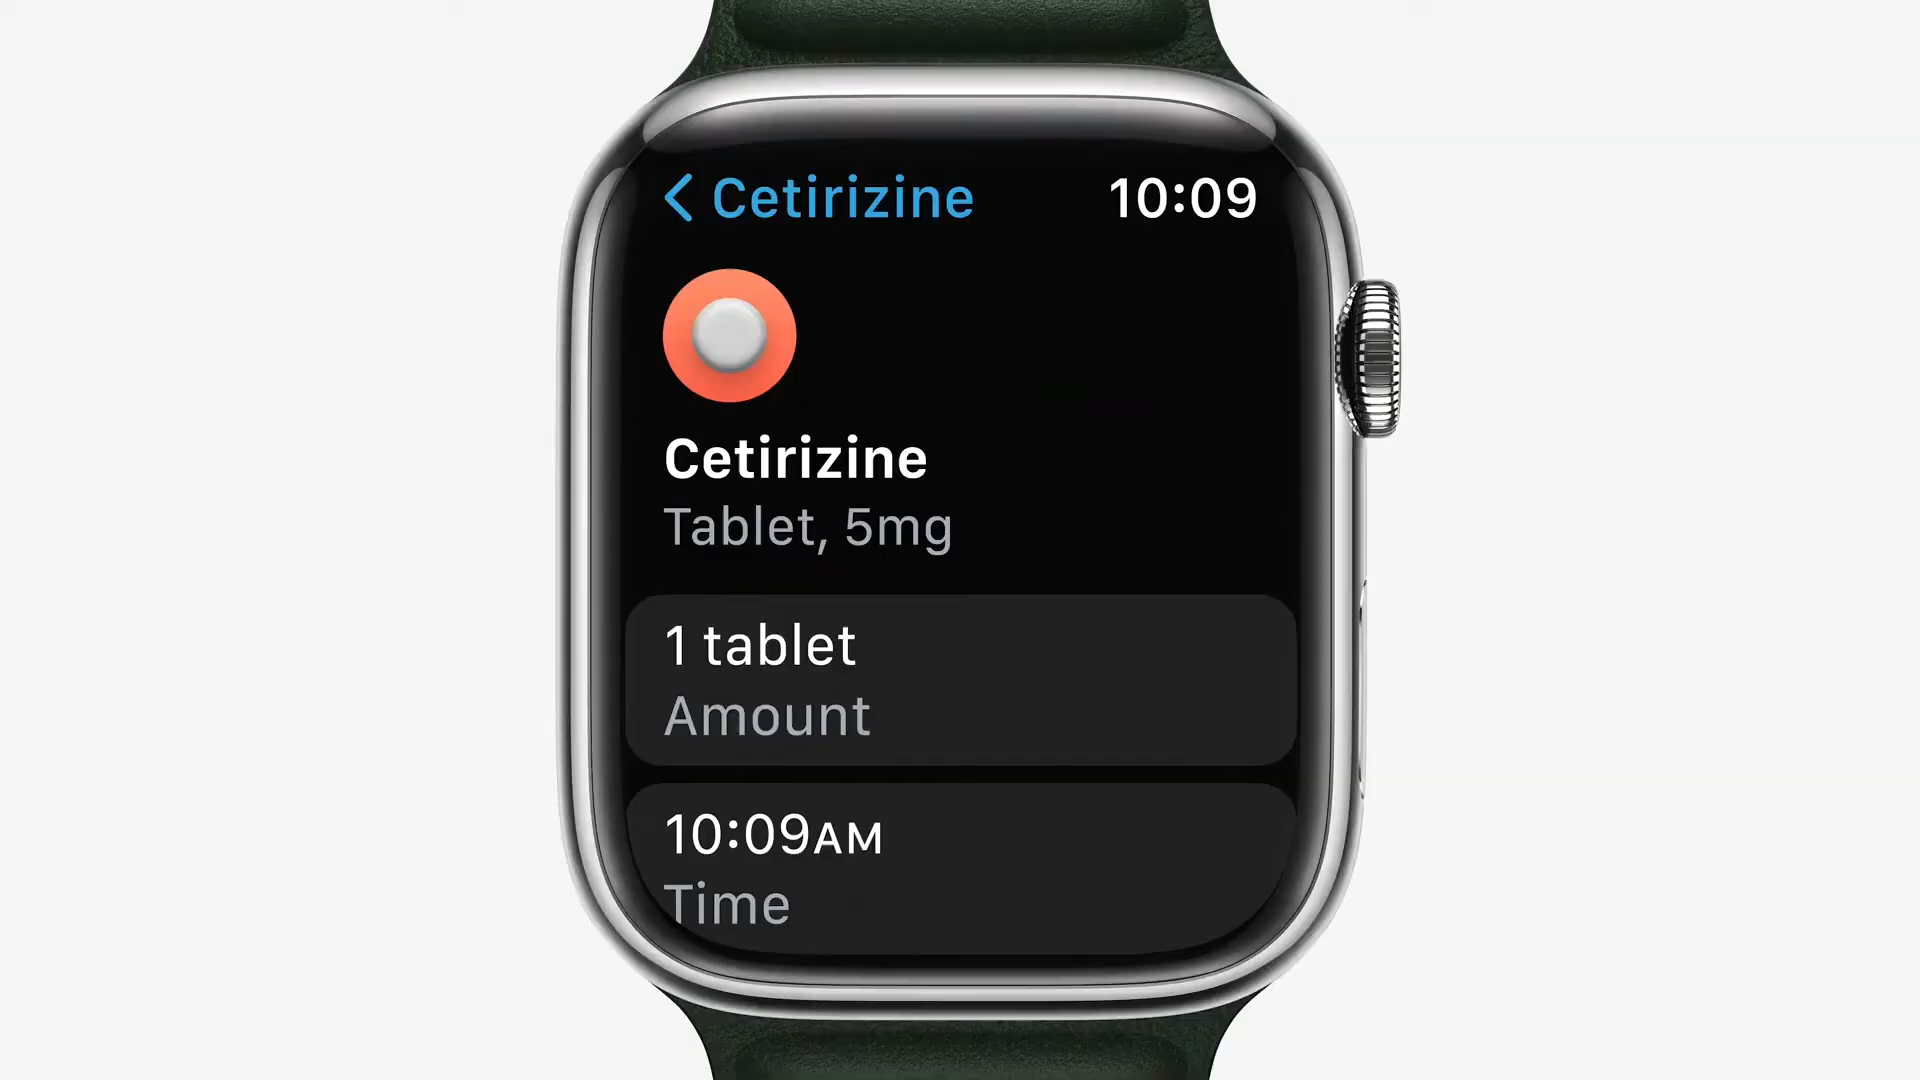 Cetirizine 10:09
Cetirizine
Tablet, 5mg
1 tablet
Amount
10:09AM
Time